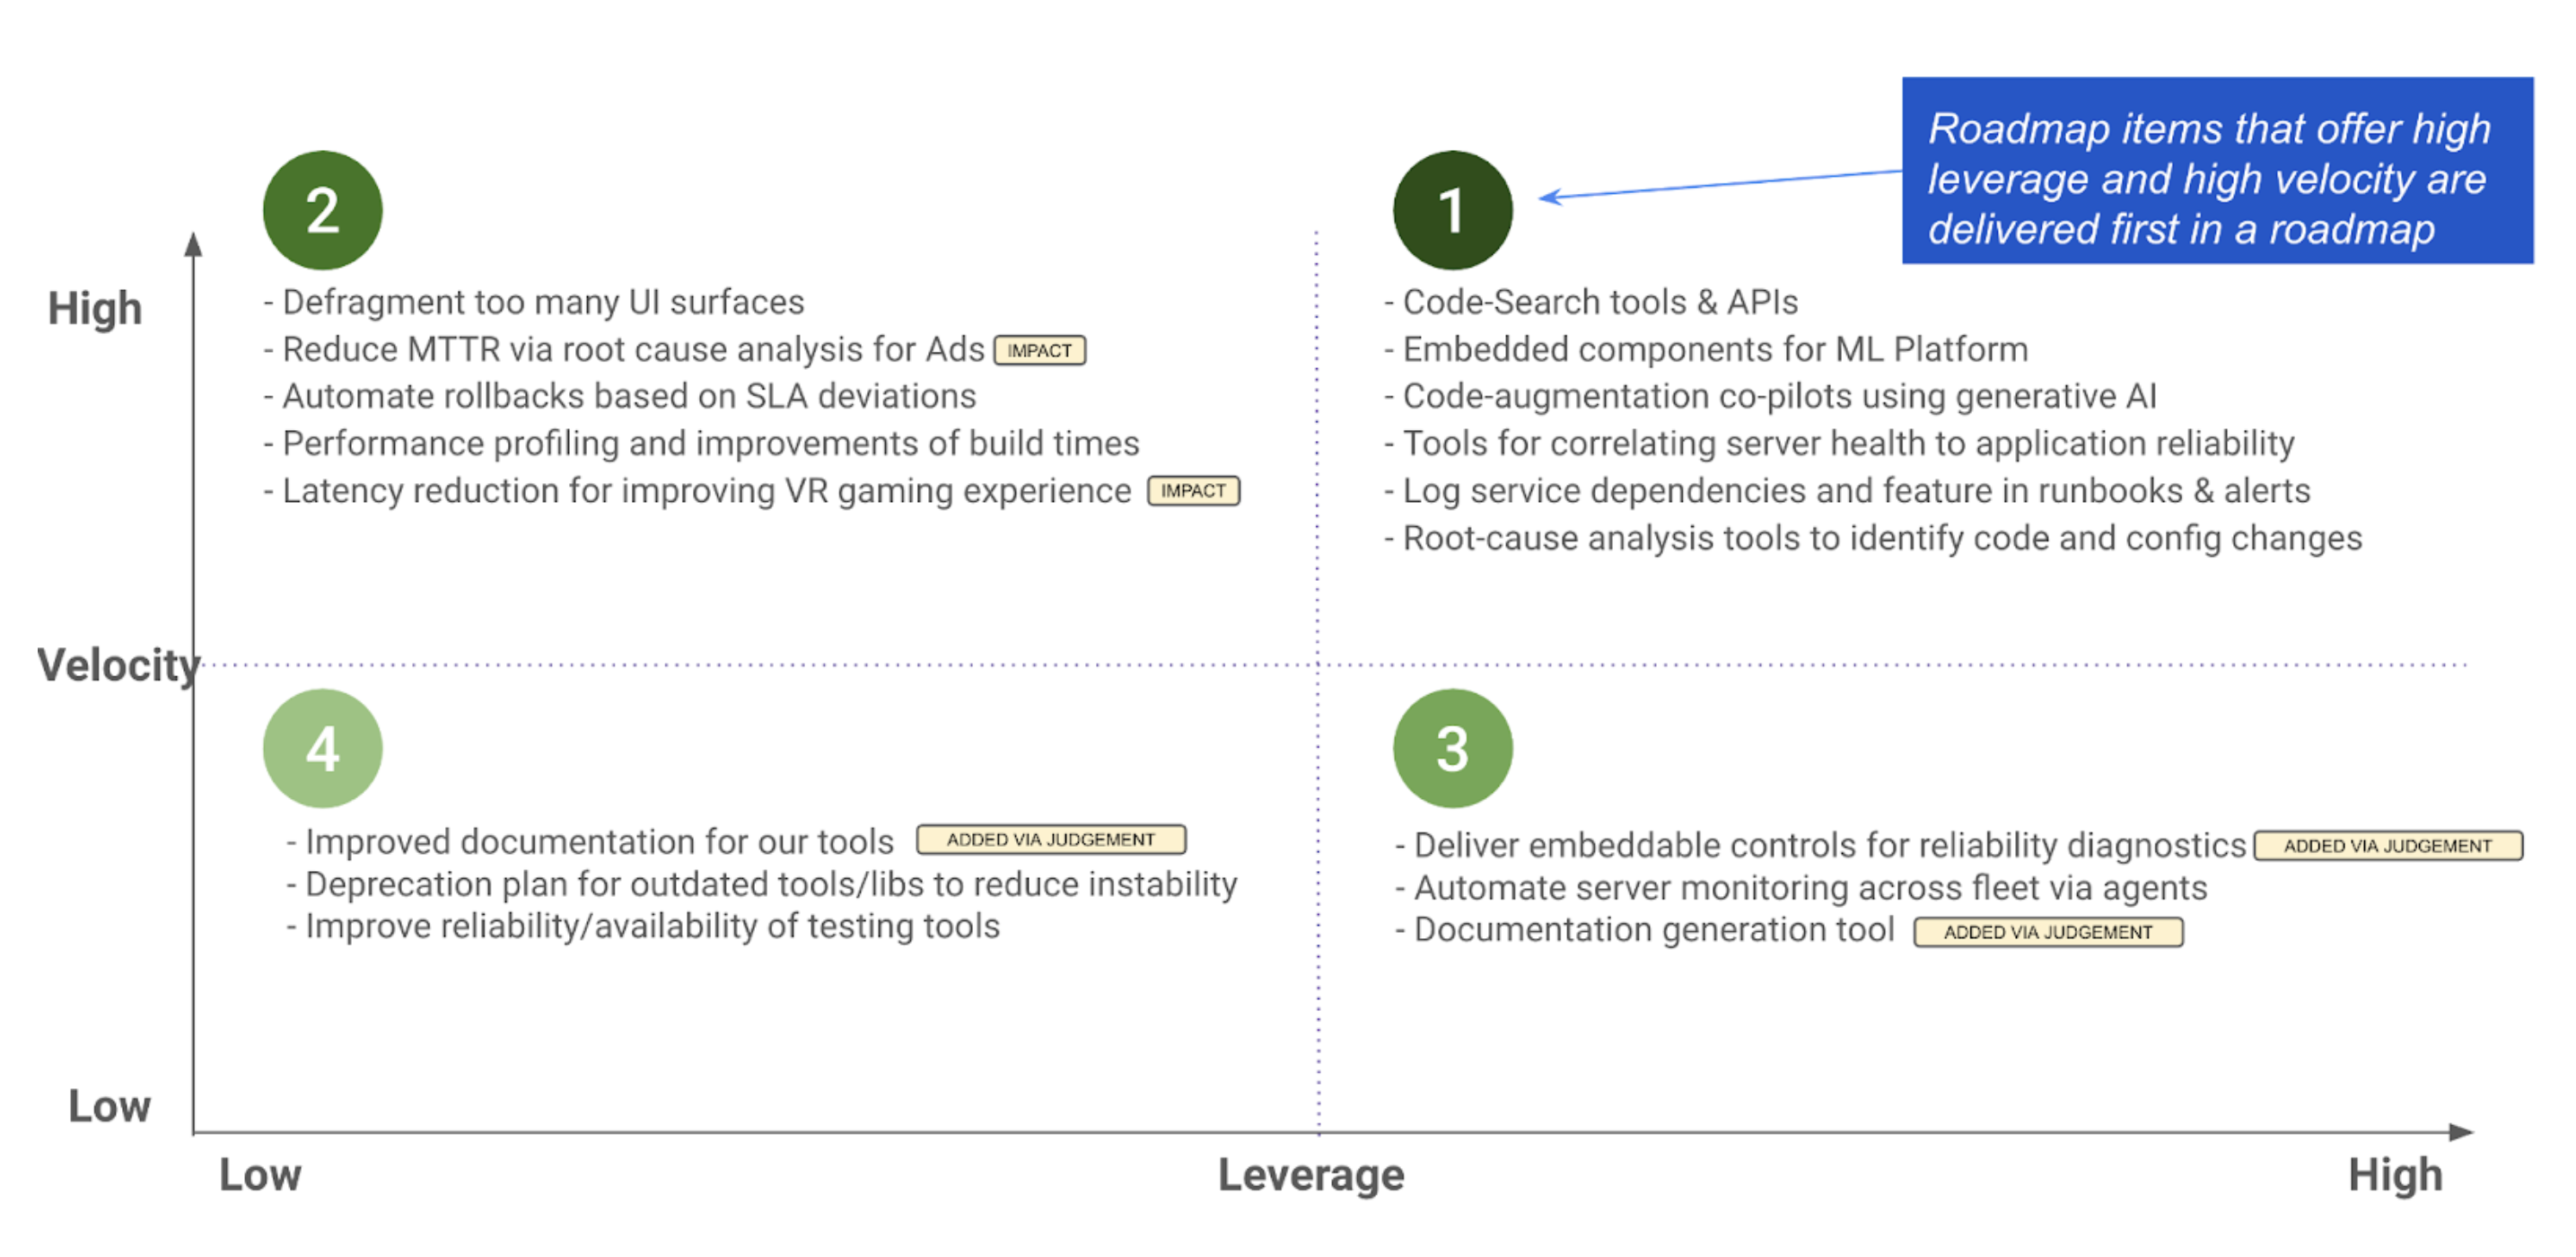 Roadmap items that offer high
leverage and high velocity are
delivered first in a roadmap
2
High
- Defragment too many UI surfaces
- Reduce MTTR via root cause analysis for Ads IMPACT
- Automate rollbacks based on SLA deviations
- Performance profiling and improvements of build times
- Latency reduction for improving VR gaming experience IMPACT
1
- Code-Search tools & APIs
- Embedded components for ML Platform
- Code-augmentation co-pilots using generative AI
- Tools for correlating server health to application reliability
- Log service dependencies and feature in runbooks & alerts
- Root-cause analysis tools to identify code and config changes
Velocity
4
- Improved documentation for our tools ADDED VIA JUDGEMENT
- Deprecation plan for outdated tools/libs to reduce instability
- Improve reliability/availability of testing tools
3
- Deliver embeddable controls for reliability diagnostics ADDED VIA JUDGEMENT
- Automate server monitoring across fleet via agents
- Documentation generation tool ADDED VIA JUDGEMENT
Low
Low
Leverage
High